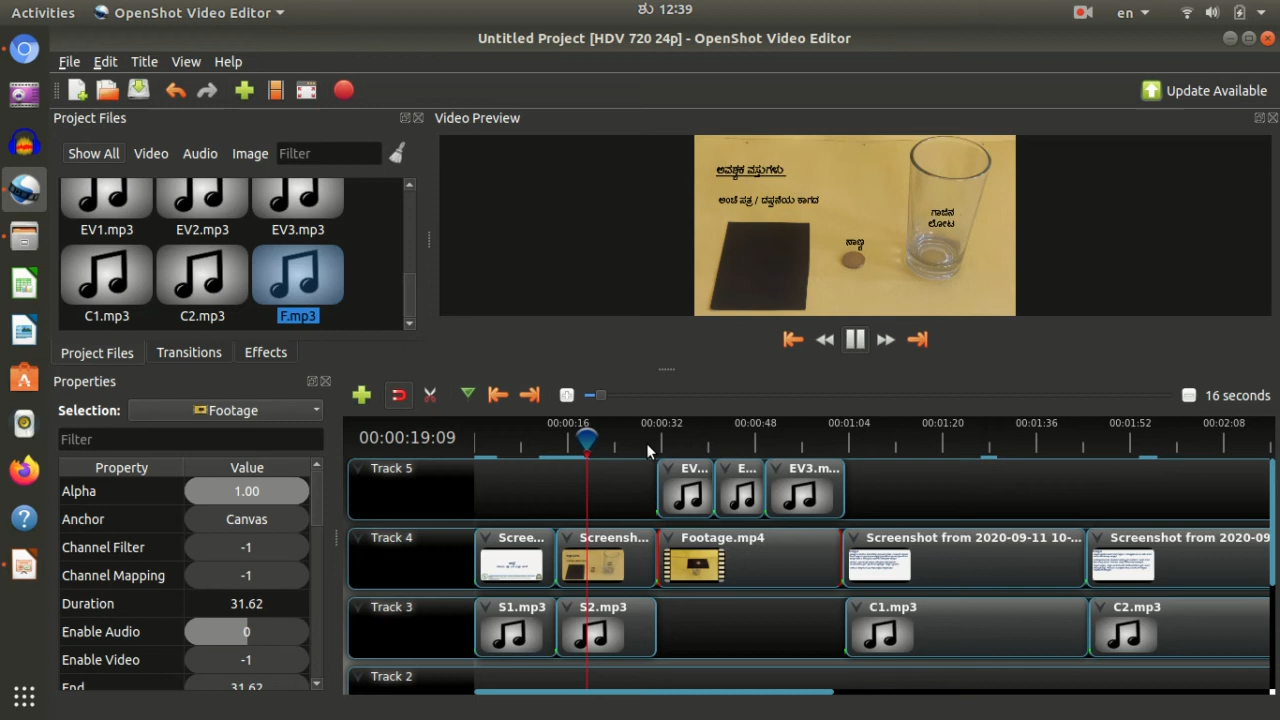 Activities OpenShot Video Editor ಶು 12:39 en
Untitled Project [HDV 720 24p] - OpenShot Video Editor
File Edit Title View Help
Update Available
Project Files Video Preview
Show All Video Audio Image Filter
ಅವಶ್ಯಕ ವಸ್ತುಗಳು
ಅಂಚೆ ಪತ್ರ / ದಪ್ಪನೆಯ ಕಾಗದ
ಗಾಜಿನ
ಲೋಟ
ನಾಣ್ಯ
EV1.mp3 EV2.mp3 EV3.mp3
C1.mp3 C2.mp3 F.mp3
Project Files Transitions Effects
Properties
Selection: Footage
16 seconds
Filter
00:00:19:09
00:00:16 00:00:32 00:00:48 00:01:04 00:01:20 00:01:36 00:01:52 00:02:08
Property Value
Alpha 1.00
Anchor Canvas
Channel Filter -1
Channel Mapping -1
Duration 31.62
Enable Audio 0
Enable Video -1
End 31.62
Track 5 EV... E... EV3.m...
Track 4 Scree... Screensh... Footage.mp4 Screenshot from 2020-09-11 10-... Screenshot from 2020-09
Track 3 S1.mp3 S2.mp3 C1.mp3 C2.mp3
Track 2